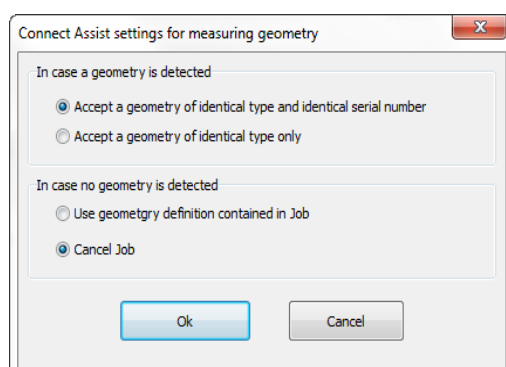 Connect Assist settings for measuring geometry
In case a geometry is detected
Accept a geometry of identical type and identical serial number
Accept a geometry of identical type only
In case no geometry is detected
Use geometgry definition contained in Job
Cancel Job
Ok
Cancel